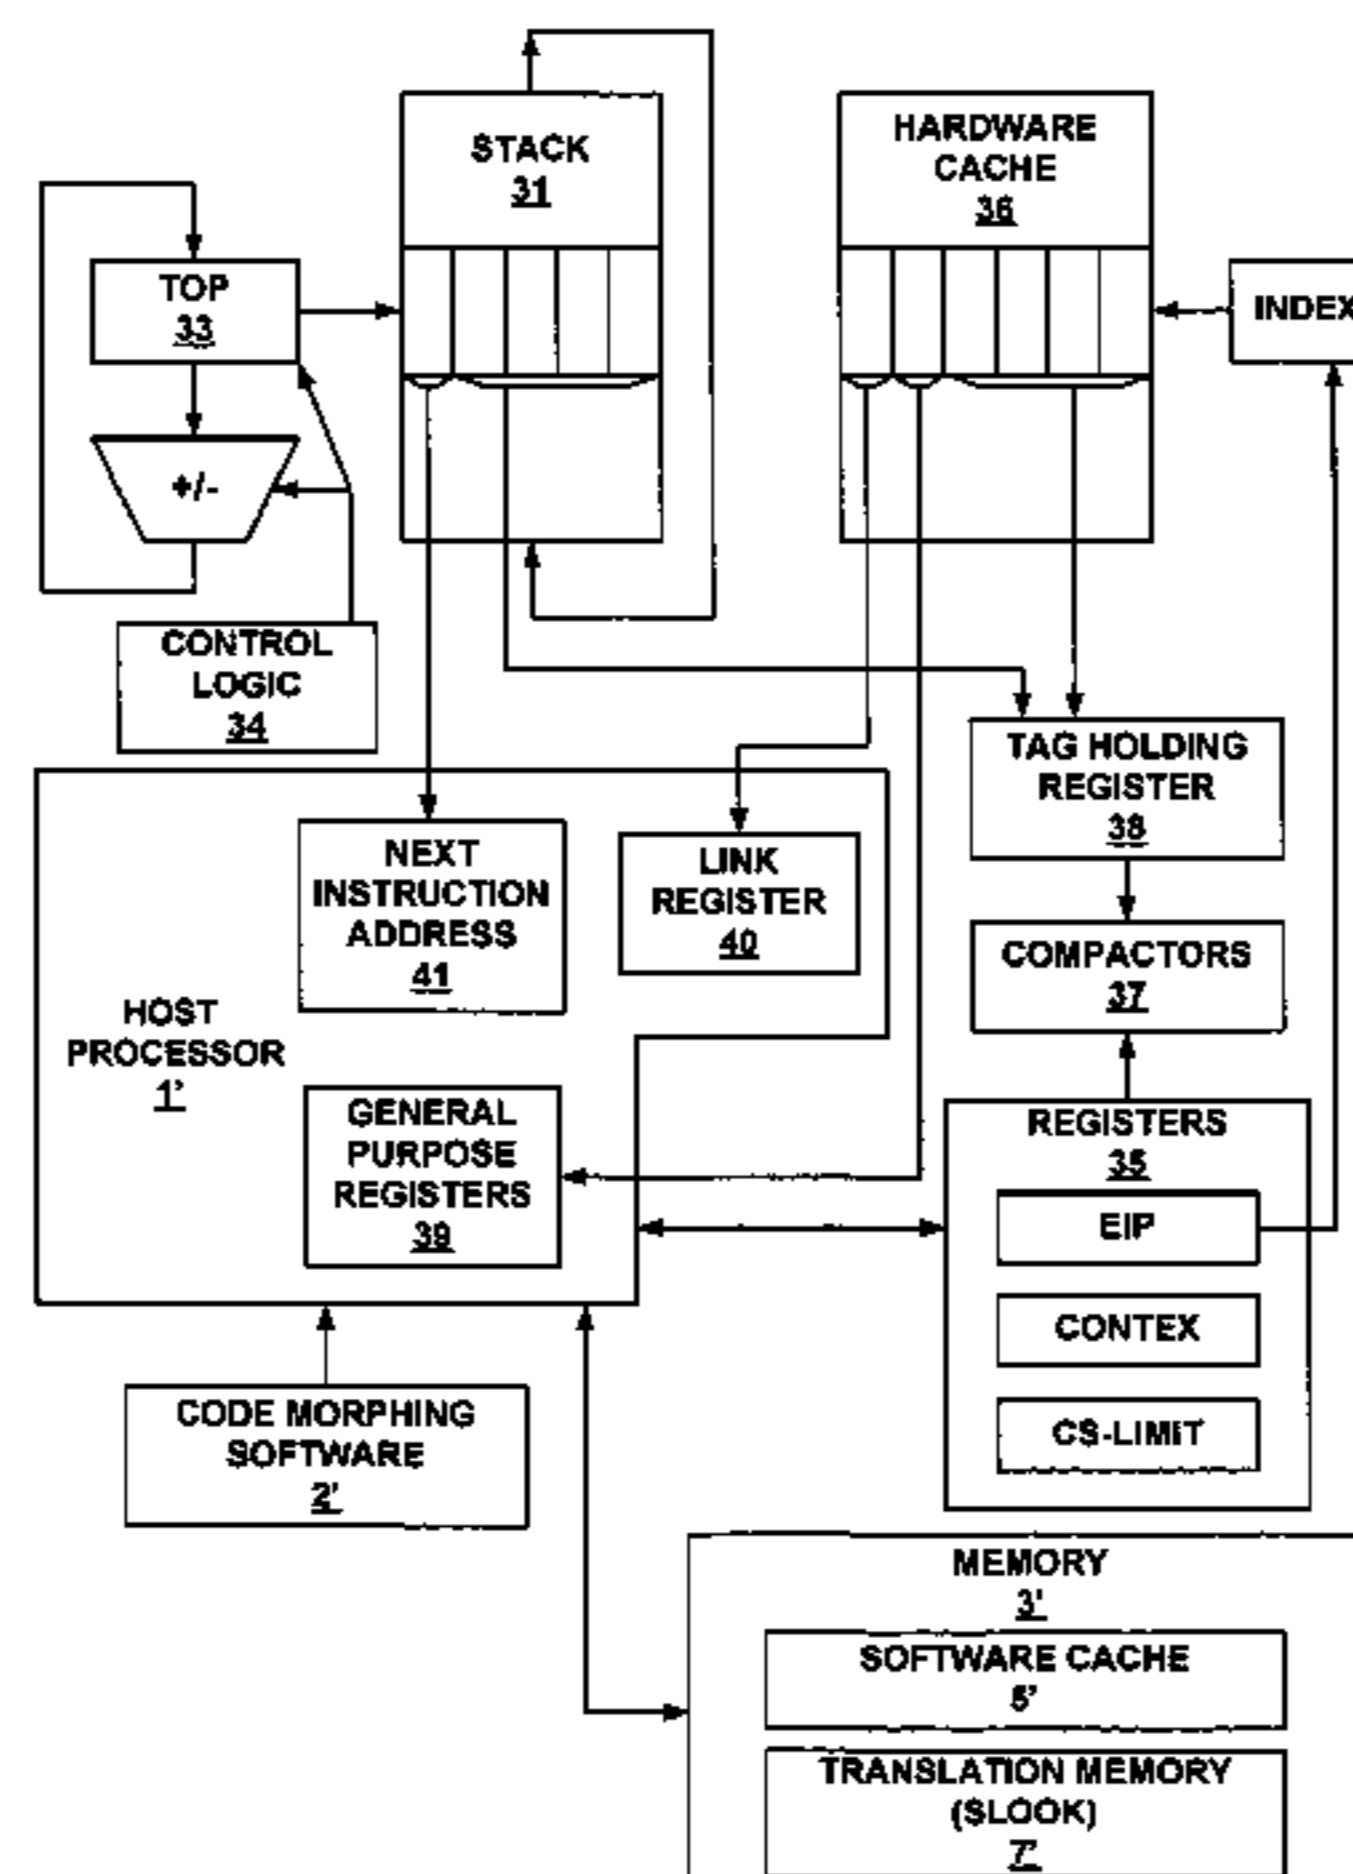 STACK
31
HARDWARE
CACHE
36
TOP
33
INDEX
+/-
CONTROL
LOGIC
34
TAG HOLDING
REGISTER
38
NEXT
INSTRUCTION
ADDRESS
41
LINK
REGISTER
40
COMPACTORS
37
HOST
PROCESSOR
1'
GENERAL
PURPOSE
REGISTERS
39
REGISTERS
35
EIP
CONTEX
CS-LIMIT
CODE MORPHING
SOFTWARE
2'
MEMORY
3'
SOFTWARE CACHE
5'
TRANSLATION MEMORY
(SLOOK)
7'